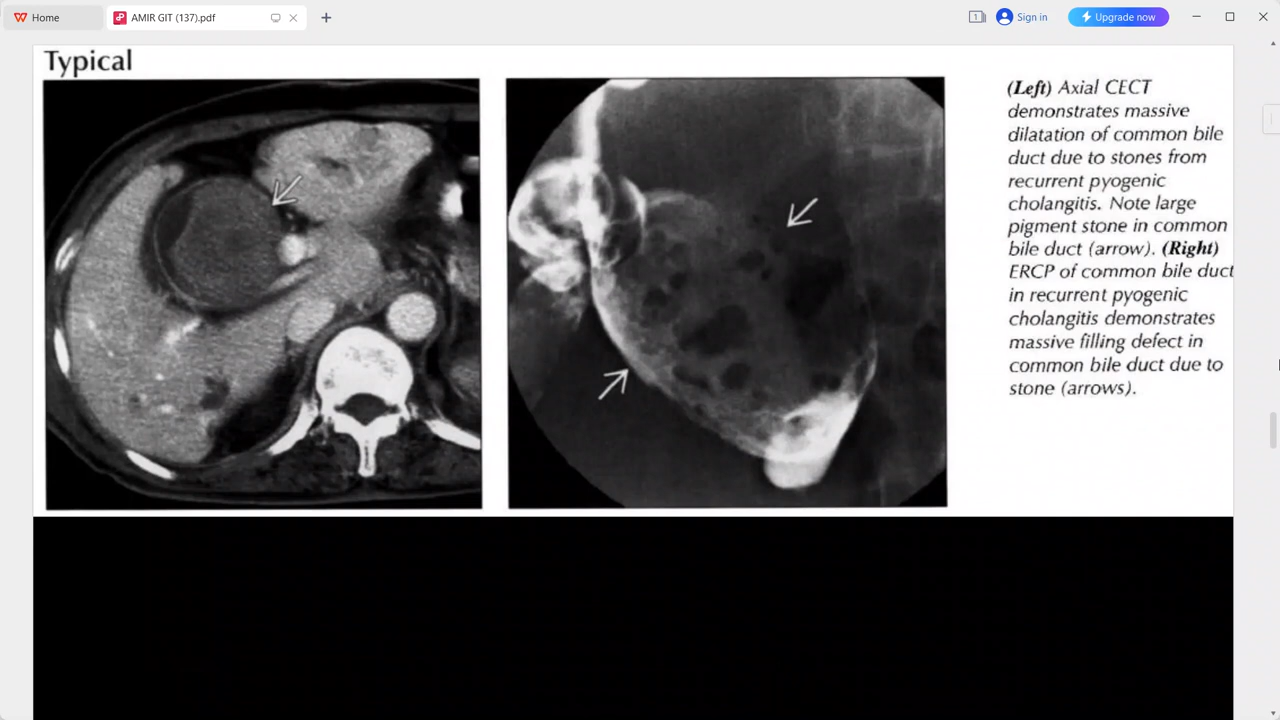 Home
AMIR GIT (137).pdf
1
Sign in
Upgrade now
Typical
(Left) Axial CECT
demonstrates massive
dilatation of common bile
duct due to stones from
recurrent pyogenic
cholangitis. Note large
pigment stone in common
bile duct (arrow). (Right)
ERCP of common bile duct
in recurrent pyogenic
cholangitis demonstrates
massive filling defect in
common bile duct due to
stone (arrows).